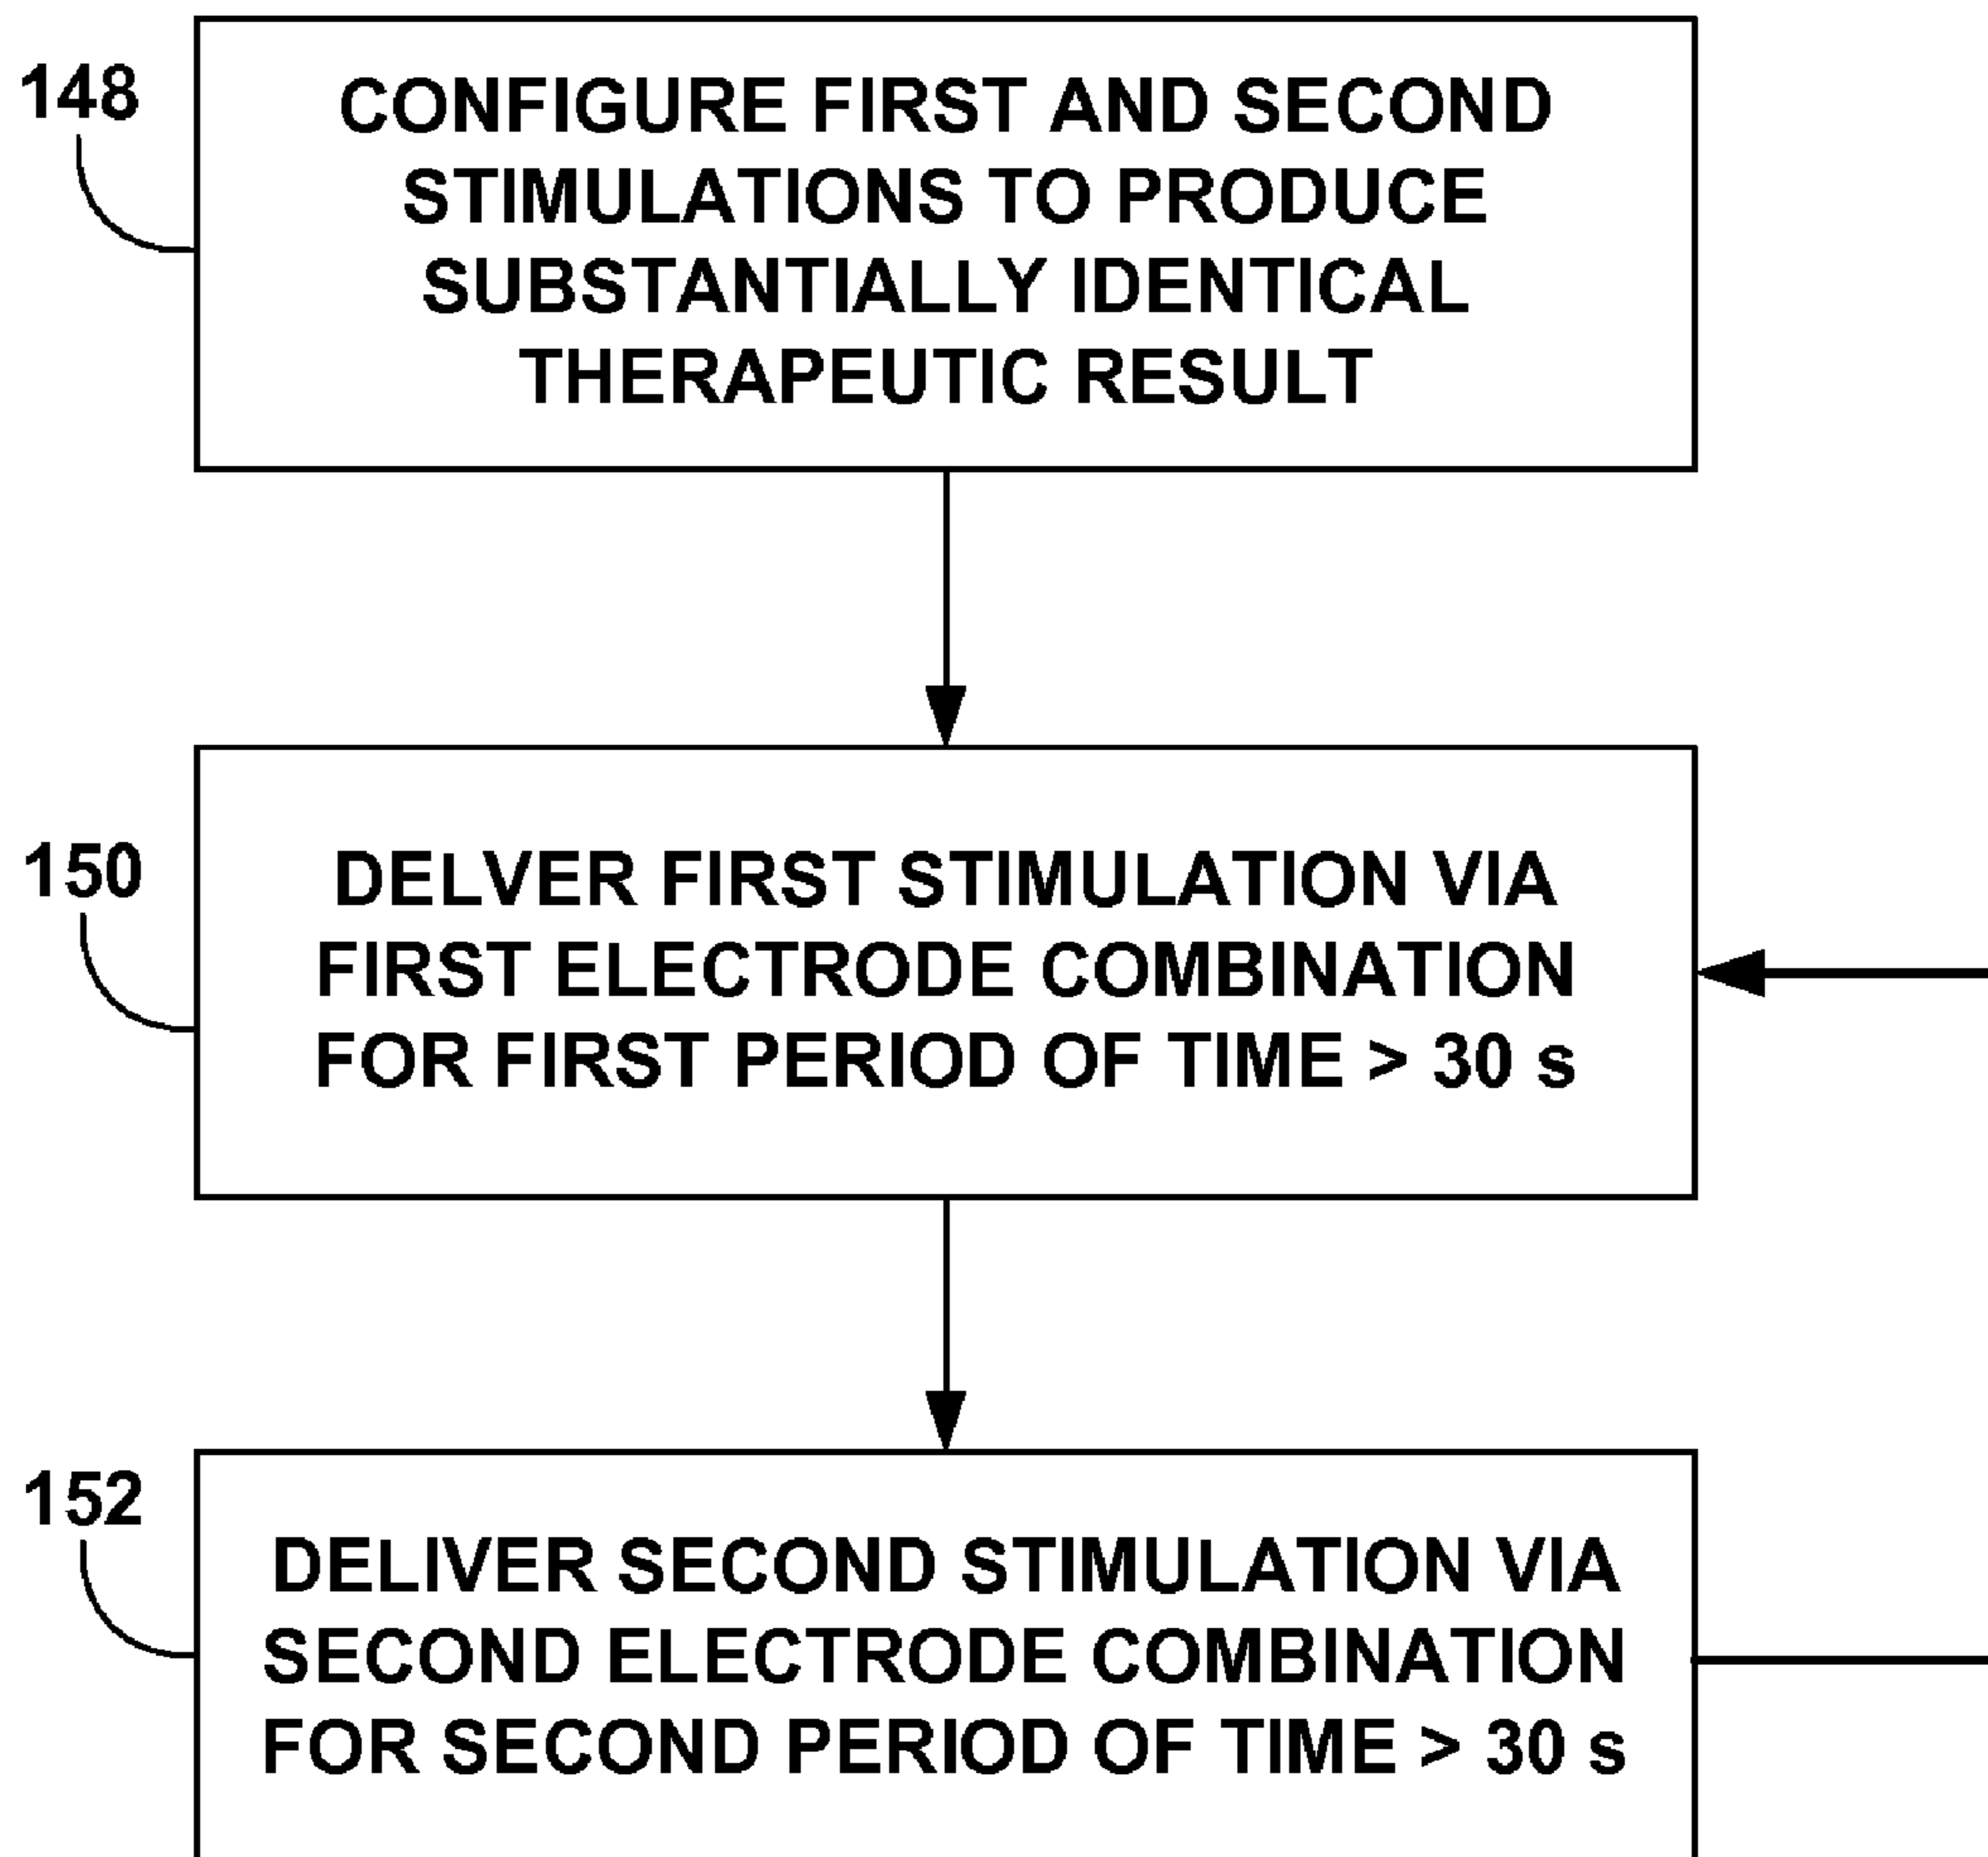 148
CONFIGURE FIRST AND SECOND
STIMULATIONS TO PRODUCE
SUBSTANTIALLY IDENTICAL
THERAPEUTIC RESULT
150
DELVER FIRST STIMULATION VIA
FIRST ELECTRODE COMBINATION
FOR FIRST PERIOD OF TIME > 30 s
152
DELIVER SECOND STIMULATION VIA
SECOND ELECTRODE COMBINATION
FOR SECOND PERIOD OF TIME > 30 s